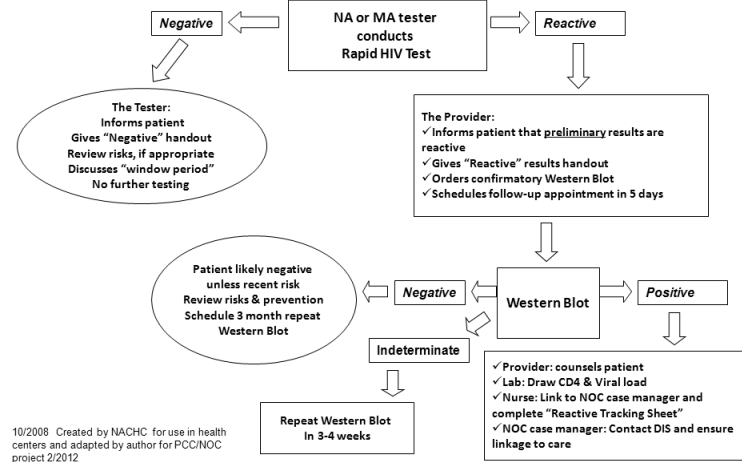 NA or MA tester
conducts
Rapid HIV Test
Negative
Reactive
The Tester:
Informs patient
Gives “Negative” handout
Review risks, if appropriate
Discusses “window period”
No further testing
The Provider:
✓Informs patient that preliminary results are
reactive
✓Gives “Reactive” results handout
✓Orders confirmatory Western Blot
✓Schedules follow-up appointment in 5 days
Western Blot
Negative
Positive
Patient likely negative
unless recent risk
Review risks & prevention
Schedule 3 month repeat
Western Blot
Indeterminate
Repeat Western Blot
In 3-4 weeks
✓Provider: counsels patient
✓Lab: Draw CD4 & Viral load
✓Nurse: Link to NOC case manager and
complete “Reactive Tracking Sheet”
✓NOC case manager: Contact DIS and ensure
linkage to care
10/2008 Created by NACHC for use in health
centers and adapted by author for PCC/NOC
project 2/2012